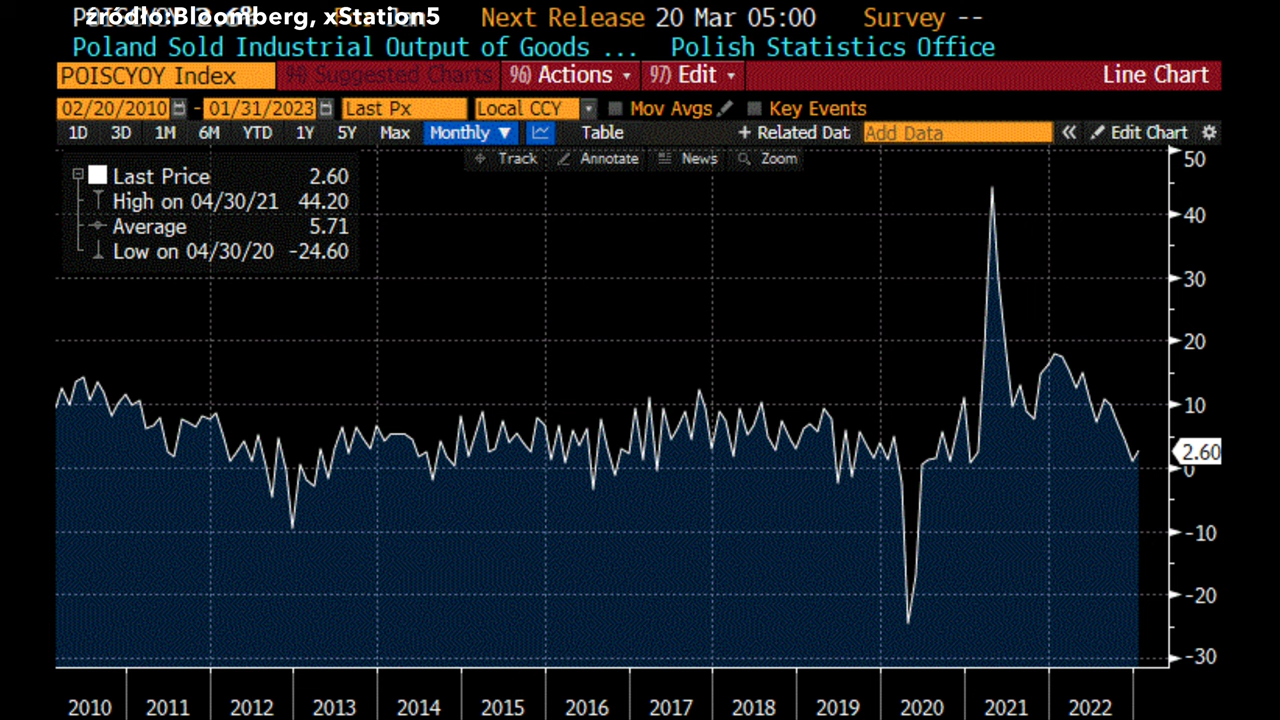 źródło: Bloomberg, xStation5 Next Release 20 Mar 05:00 Survey --
Poland Sold Industrial Output of Goods ... Polish Statistics Office
POISCYOY Index 94) Suggested Charts 96) Actions 97) Edit Line Chart
02/20/2010 - 01/31/2023 Last Px Local CCY Mov Avgs Key Events
1D 3D 1M 6M YTD 1Y 5Y Max Monthly ▼ Table + Related Dat Add Data « Edit Chart
Track Annotate News Zoom
Last Price 2.60
High on 04/30/21 44.20
Average 5.71
Low on 04/30/20 -24.60
50
40
30
20
10
2.60
0
-10
-20
-30
2010 2011 2012 2013 2014 2015 2016 2017 2018 2019 2020 2021 2022